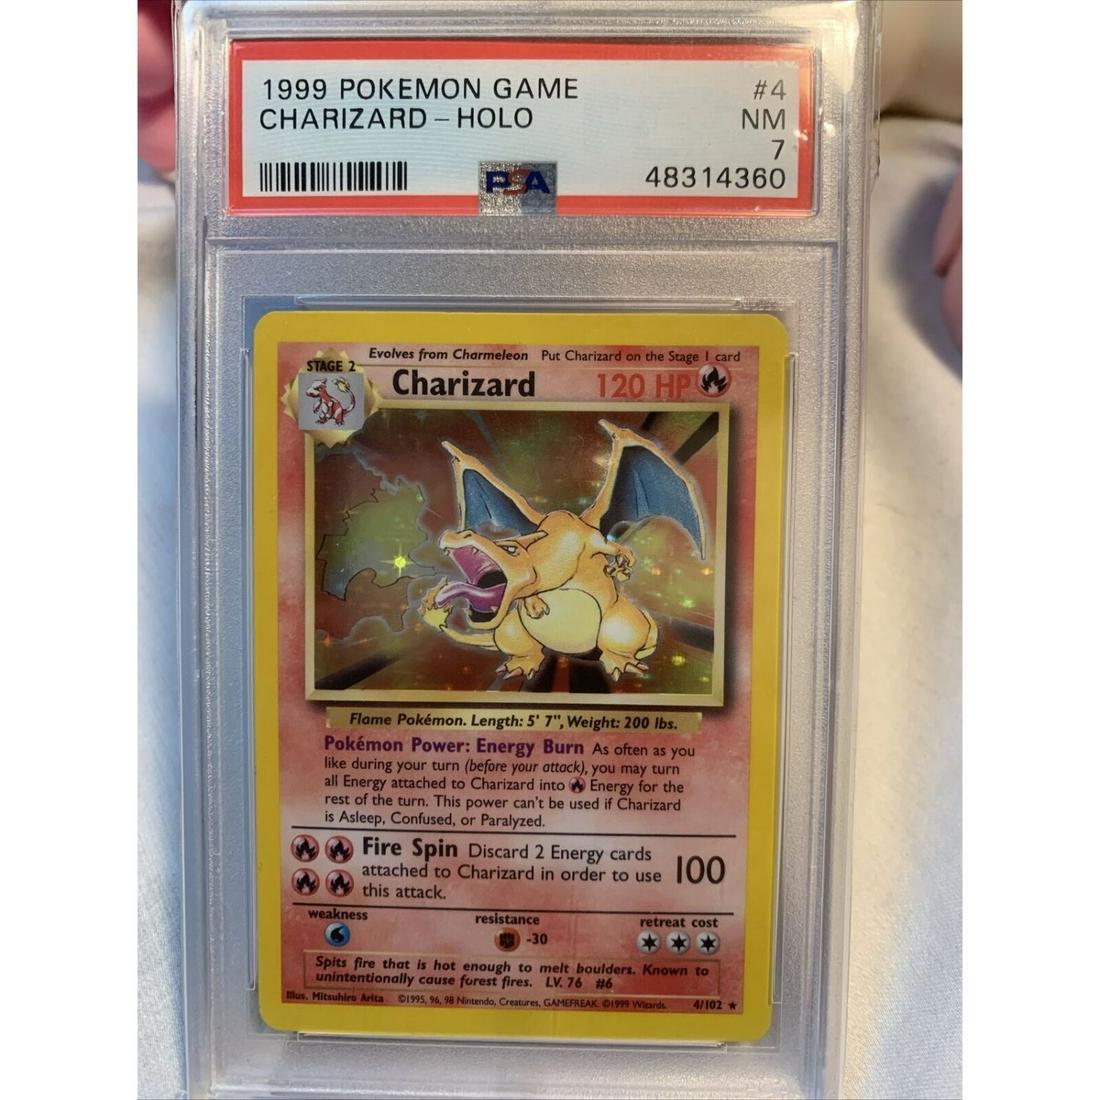 1999 POKEMON GAME #4
CHARIZARD – HOLO NM
7
PSA 48314360
Evolves from Charmeleon Put Charizard on the Stage 1 card
STAGE 2
Charizard 120 HP
Flame Pokémon. Length: 5' 7", Weight: 200 lbs.
Pokémon Power: Energy Burn As often as you
like during your turn (before your attack), you may turn
all Energy attached to Charizard into Energy for the
rest of the turn. This power can't be used if Charizard
is Asleep, Confused, or Paralyzed.
Fire Spin Discard 2 Energy cards
attached to Charizard in order to use 100
this attack.
weakness resistance retreat cost
-30
Spits fire that is hot enough to melt boulders. Known to
unintentionally cause forest fires. LV. 76 #6
Illus. Mitsuhiro Arita ©1995, 96, 98 Nintendo, Creatures, GAMEFREAK. ©1999 Wizards. 4/102 ★